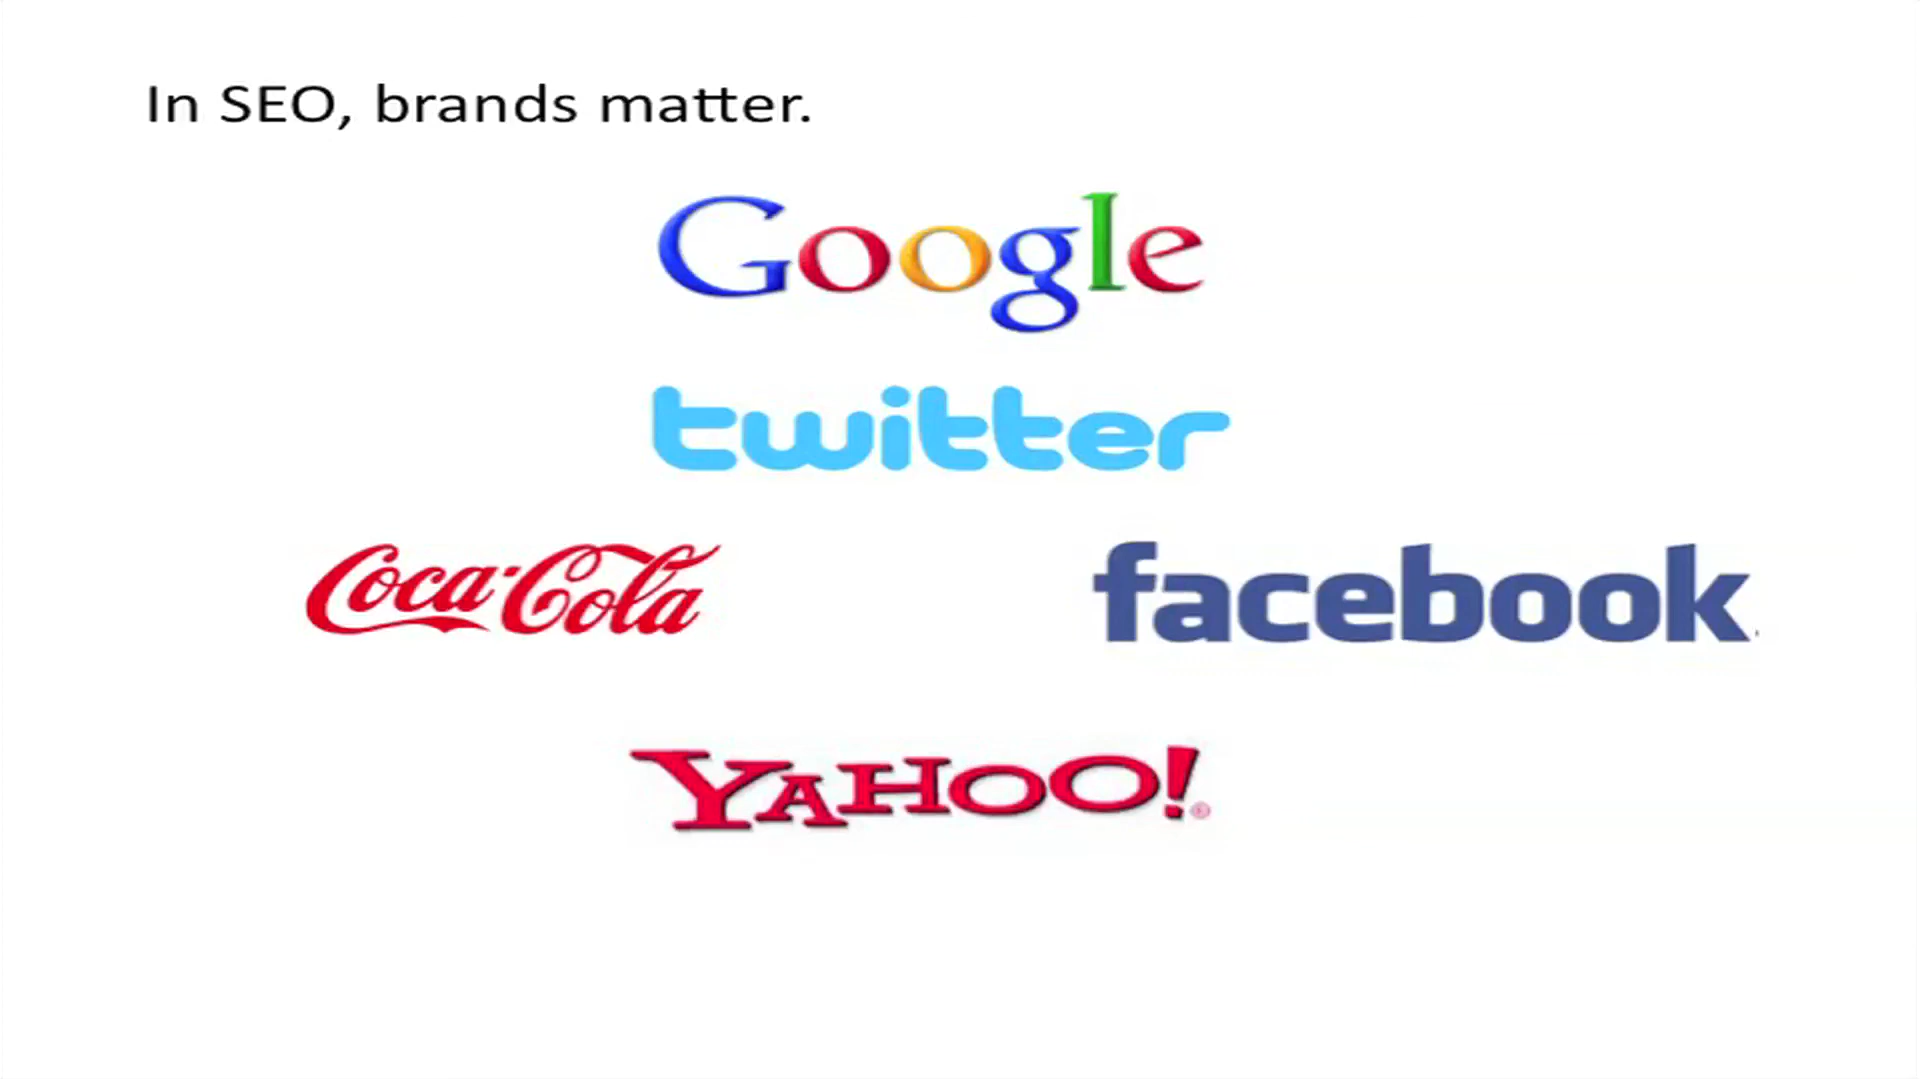 In SEO, brands matter.
Google
twitter
Coca-Cola
facebook
YAHOO!